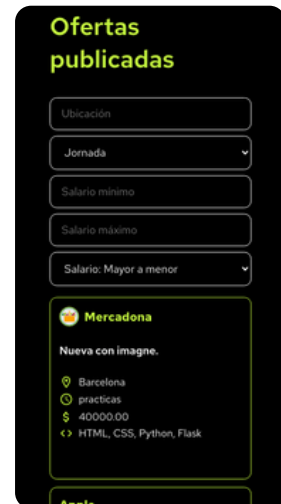 Ofertas
publicadas
Ubicación
Jornada
Salario mínimo
Salario máximo
Salario: Mayor a menor
Mercadona
Nueva con imagne.
Barcelona
practicas
$ 40000.00
<> HTML, CSS, Python, Flask
Apple